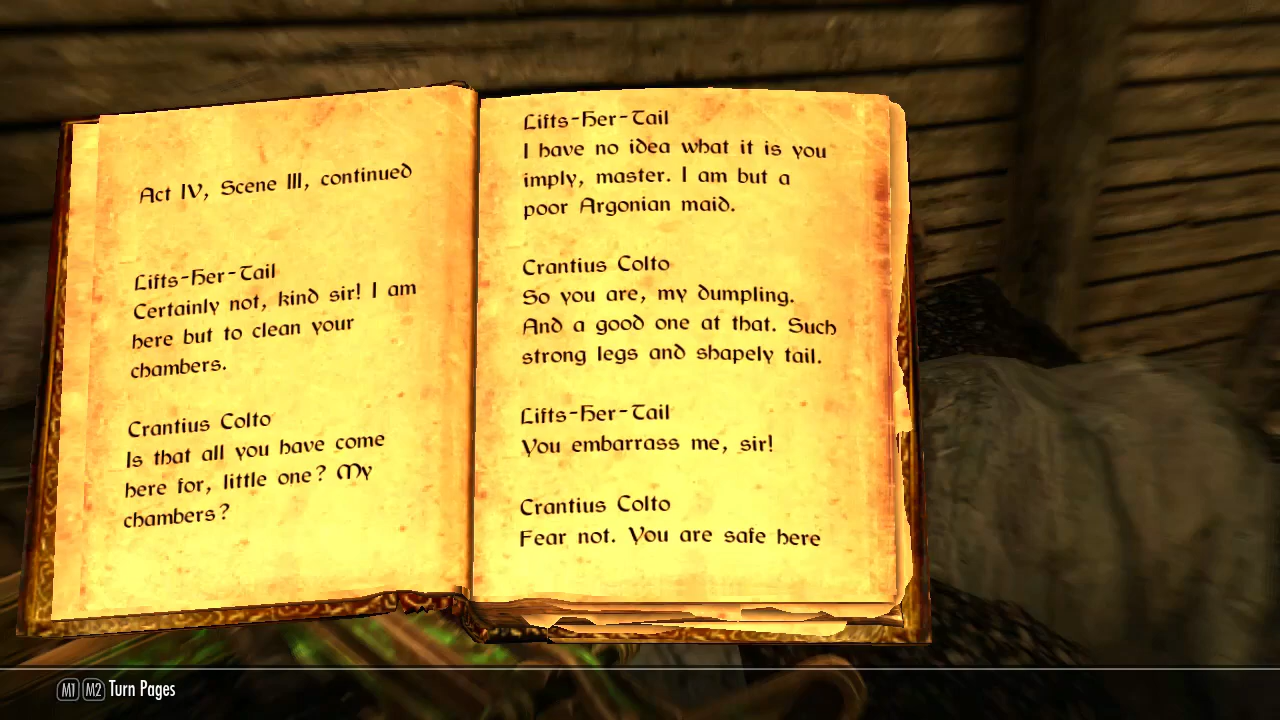 Act IV, Scene III, continued
Lifts-Her-Tail
Certainly not, kind sir! I am
here but to clean your
chambers.
Crantius Colto
Is that all you have come
here for, little one? My
chambers?
Lifts-Her-Tail
I have no idea what it is you
imply, master. I am but a
poor Argonian maid.
Crantius Colto
So you are, my dumpling.
And a good one at that. Such
strong legs and shapely tail.
Lifts-Her-Tail
You embarrass me, sir!
Crantius Colto
Fear not. You are safe here
M1 M2 Turn Pages